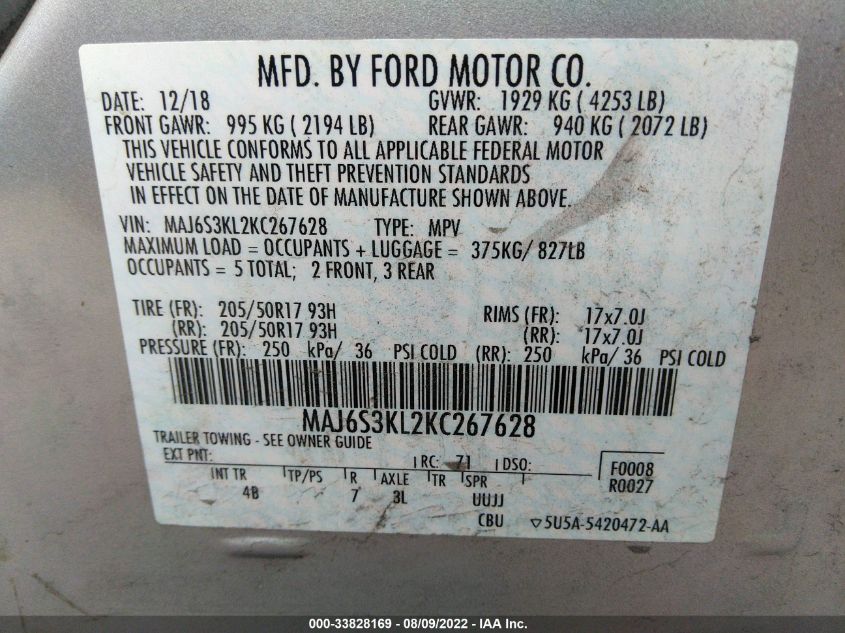 MFD. BY FORD MOTOR CO.
DATE: 12/18 GVWR: 1929 KG ( 4253 LB)
FRONT GAWR: 995 KG ( 2194 LB) REAR GAWR: 940 KG ( 2072 LB)
THIS VEHICLE CONFORMS TO ALL APPLICABLE FEDERAL MOTOR
VEHICLE SAFETY AND THEFT PREVENTION STANDARDS
IN EFFECT ON THE DATE OF MANUFACTURE SHOWN ABOVE.
VIN: MAJ6S3KL2KC267628 TYPE: MPV
MAXIMUM LOAD = OCCUPANTS + LUGGAGE = 375KG/ 827LB
OCCUPANTS = 5 TOTAL; 2 FRONT, 3 REAR
TIRE (FR): 205/50R17 93H RIMS (FR): 17x7.0J
(RR): 205/50R17 93H (RR): 17x7.0J
PRESSURE (FR): 250 kPa/ 36 PSI COLD (RR): 250 kPa/ 36 PSI COLD
MAJ6S3KL2KC267628
TRAILER TOWING - SEE OWNER GUIDE
EXT PNT: RC: 71 DSO: F0008
R0027
INT TR TP/PS R AXLE TR SPR
4B 7 3L UUJJ
CBU ▽5U5A-5420472-AA
000-33828169 - 08/09/2022 - IAA Inc.